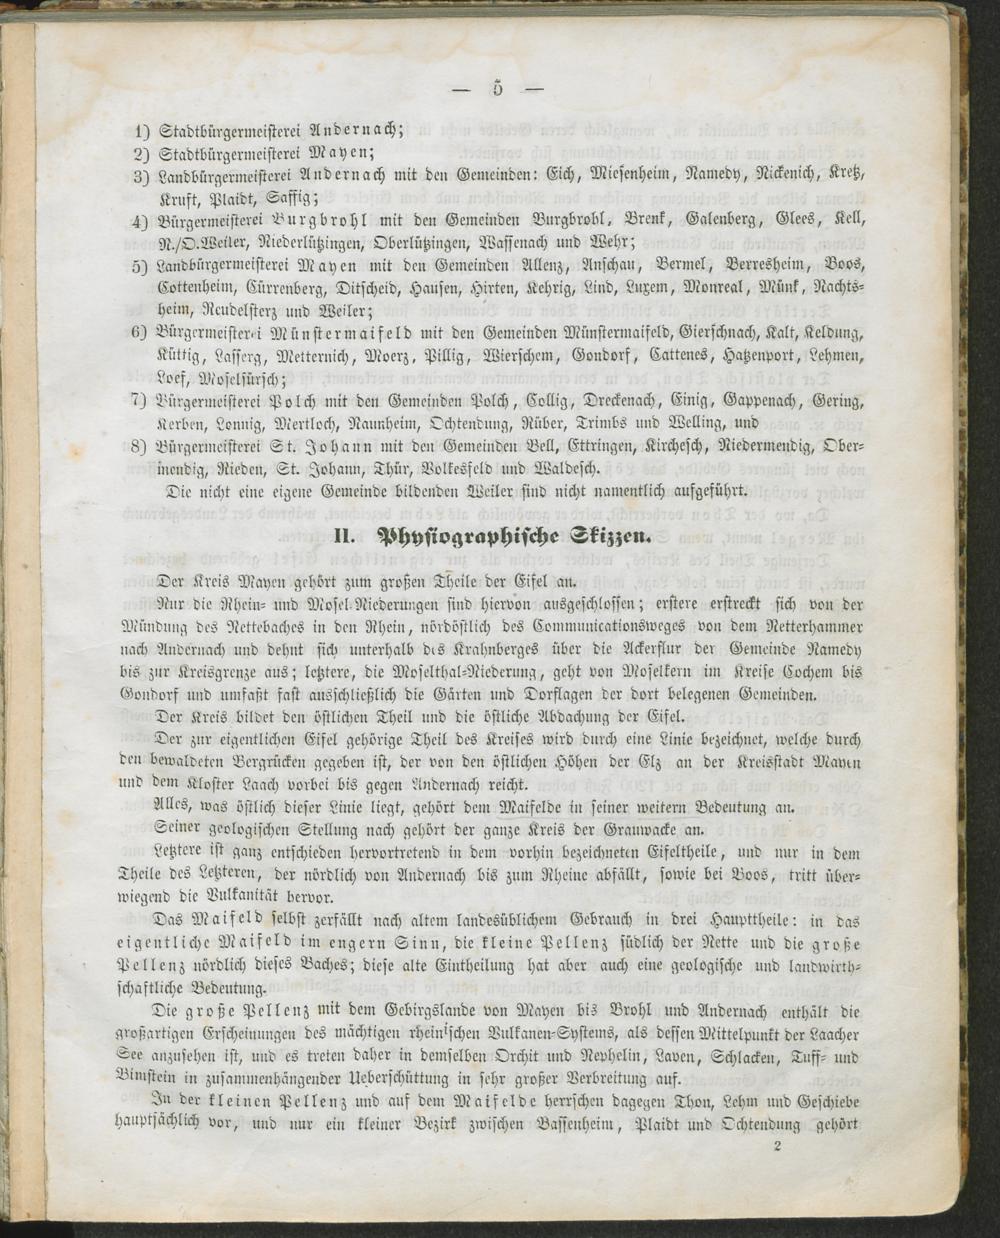 — 5 —
1) Stadtbürgermeisterei Andernach;
2) Stadtbürgermeisterei Mayen;
3) Landbürgermeisterei Andernach mit den Gemeinden: Eich, Miesenheim, Namedy, Nickenich, Kretz,
Kruft, Plaidt, Saffig;
4) Bürgermeisterei Burgbrohl mit den Gemeinden Burgbrohl, Brenk, Galenberg, Glees, Kell,
N./O.Weiler, Niederlützingen, Oberlützingen, Wassenach und Wehr;
5) Landbürgermeisterei Mayen mit den Gemeinden Allenz, Anschau, Bermel, Berresheim, Boos,
Cottenheim, Cürrenberg, Ditscheid, Hausen, Hirten, Kehrig, Lind, Luxem, Monreal, Münk, Nachts-
heim, Reudelsterz und Weiler;
6) Bürgermeisterei Münstermaifeld mit den Gemeinden Münstermaifeld, Gierschnach, Kalt, Keldung,
Küttig, Lasserg, Metternich, Moerz, Pillig, Wierschem, Gondorf, Cattenes, Hatzenport, Lehmen,
Loef, Moselsürsch;
7) Bürgermeisterei Polch mit den Gemeinden Polch, Collig, Dreckenach, Einig, Gappenach, Gering,
Kerben, Lonnig, Mertloch, Naunheim, Ochtendung, Rüber, Trimbs und Welling, und
8) Bürgermeisterei St. Johann mit den Gemeinden Bell, Ettringen, Kirchesch, Niedermendig, Ober-
mendig, Rieden, St. Johann, Thür, Volkesfeld und Waldesch.
Die nicht eine eigene Gemeinde bildenden Weiler sind nicht namentlich aufgeführt.
II. Physiographische Skizzen.
Der Kreis Mayen gehört zum großen Theile der Eifel an.
Nur die Rhein- und Mosel-Niederungen sind hiervon ausgeschlossen; erstere erstreckt sich von der
Mündung des Nettebaches in den Rhein, nördöstlich des Communicationsweges von dem Netterhammer
nach Andernach und dehnt sich unterhalb des Krahnberges über die Ackerflur der Gemeinde Namedy
bis zur Kreisgrenze aus; letztere, die Moselthal-Niederung, geht von Moselkern im Kreise Cochem bis
Gondorf und umfaßt fast ausschließlich die Gärten und Dorflagen der dort belegenen Gemeinden.
Der Kreis bildet den östlichen Theil und die östliche Abdachung der Eifel.
Der zur eigentlichen Eifel gehörige Theil des Kreises wird durch eine Linie bezeichnet, welche durch
den bewaldeten Bergrücken gegeben ist, der von den östlichen Höhen der Elz an der Kreisstadt Mayen
und dem Kloster Laach vorbei bis gegen Andernach reicht.
Alles, was östlich dieser Linie liegt, gehört dem Maifelde in seiner weitern Bedeutung an.
Seiner geologischen Stellung nach gehört der ganze Kreis der Grauwacke an.
Letztere ist ganz entschieden hervortretend in dem vorhin bezeichneten Eifeltheile, und nur in dem
Theile des Letzteren, der nördlich von Andernach bis zum Rheine abfällt, sowie bei Boos, tritt über-
wiegend die Vulkanität hervor.
Das Maifeld selbst zerfällt nach altem landesüblichem Gebrauch in drei Haupttheile: in das
eigentliche Maifeld im engern Sinn, die kleine Pellenz südlich der Nette und die große
Pellenz nördlich dieses Baches; diese alte Eintheilung hat aber auch eine geologische und landwirth-
schaftliche Bedeutung.
Die große Pellenz mit dem Gebirgslande von Mayen bis Brohl und Andernach enthält die
großartigen Erscheinungen des mächtigen rheinischen Vulkanen-Systems, als dessen Mittelpunkt der Laacher
See anzusehen ist, und es treten daher in demselben Orchit und Nephelin, Laven, Schlacken, Tuff- und
Bimstein in zusammenhängender Ueberschüttung in sehr großer Verbreitung auf.
In der kleinen Pellenz und auf dem Maifelde herrschen dagegen Thon, Lehm und Geschiebe
hauptsächlich vor, und nur ein kleiner Bezirk zwischen Bassenheim, Plaidt und Ochtendung gehört
2